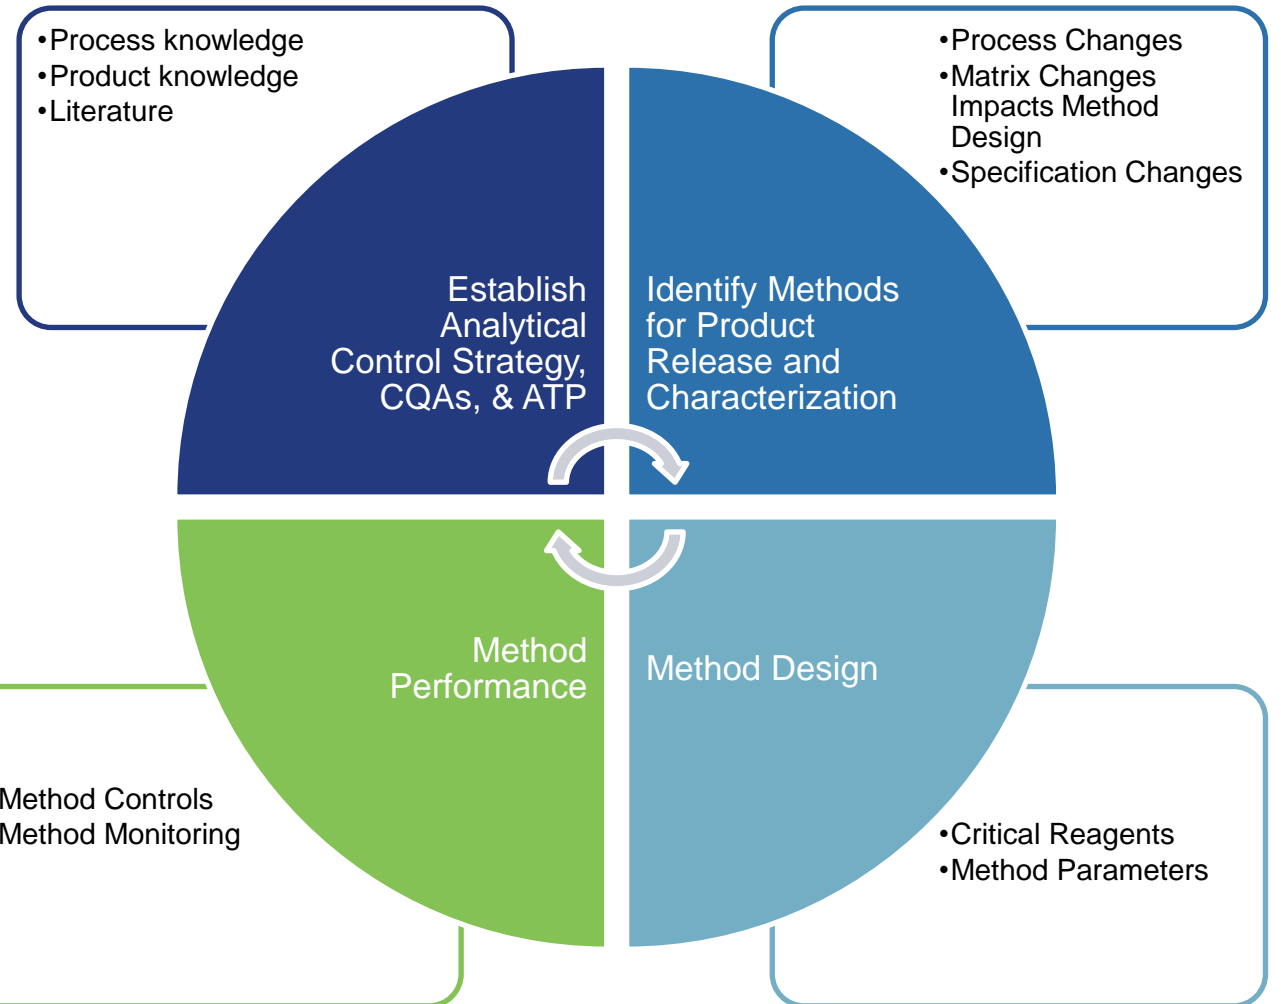 •Process knowledge
•Product knowledge
•Literature
•Process Changes
•Matrix Changes
Impacts Method
Design
•Specification Changes
Establish
Analytical
Control Strategy,
CQAs, & ATP
Identify Methods
for Product
Release and
Characterization
Method
Performance
Method Design
Method Controls
Method Monitoring
•Critical Reagents
•Method Parameters